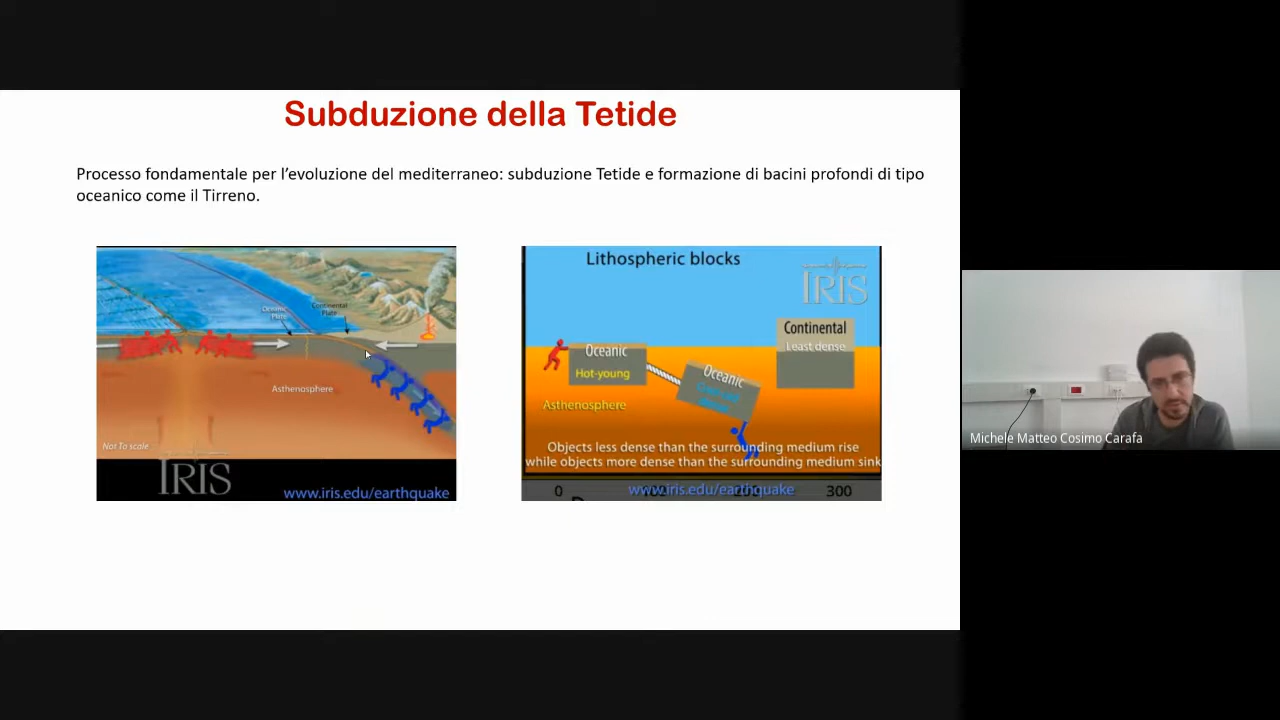 Subduzione della Tetide
Processo fondamentale per l’evoluzione del mediterraneo: subduzione Tetide e formazione di bacini profondi di tipo
oceanico come il Tirreno.
Oceanic
Plate
Continental
Plate
Asthenosphere
Not To scale
IRIS
www.iris.edu/earthquake
Lithospheric blocks
IRIS
Continental
Least dense
Oceanic
Hot-young
Oceanic
Asthenosphere
Objects less dense than the surrounding medium rise
while objects more dense than the surrounding medium sink
www.iris.edu/earthquake
0
300
Michele Matteo Cosimo Carafa